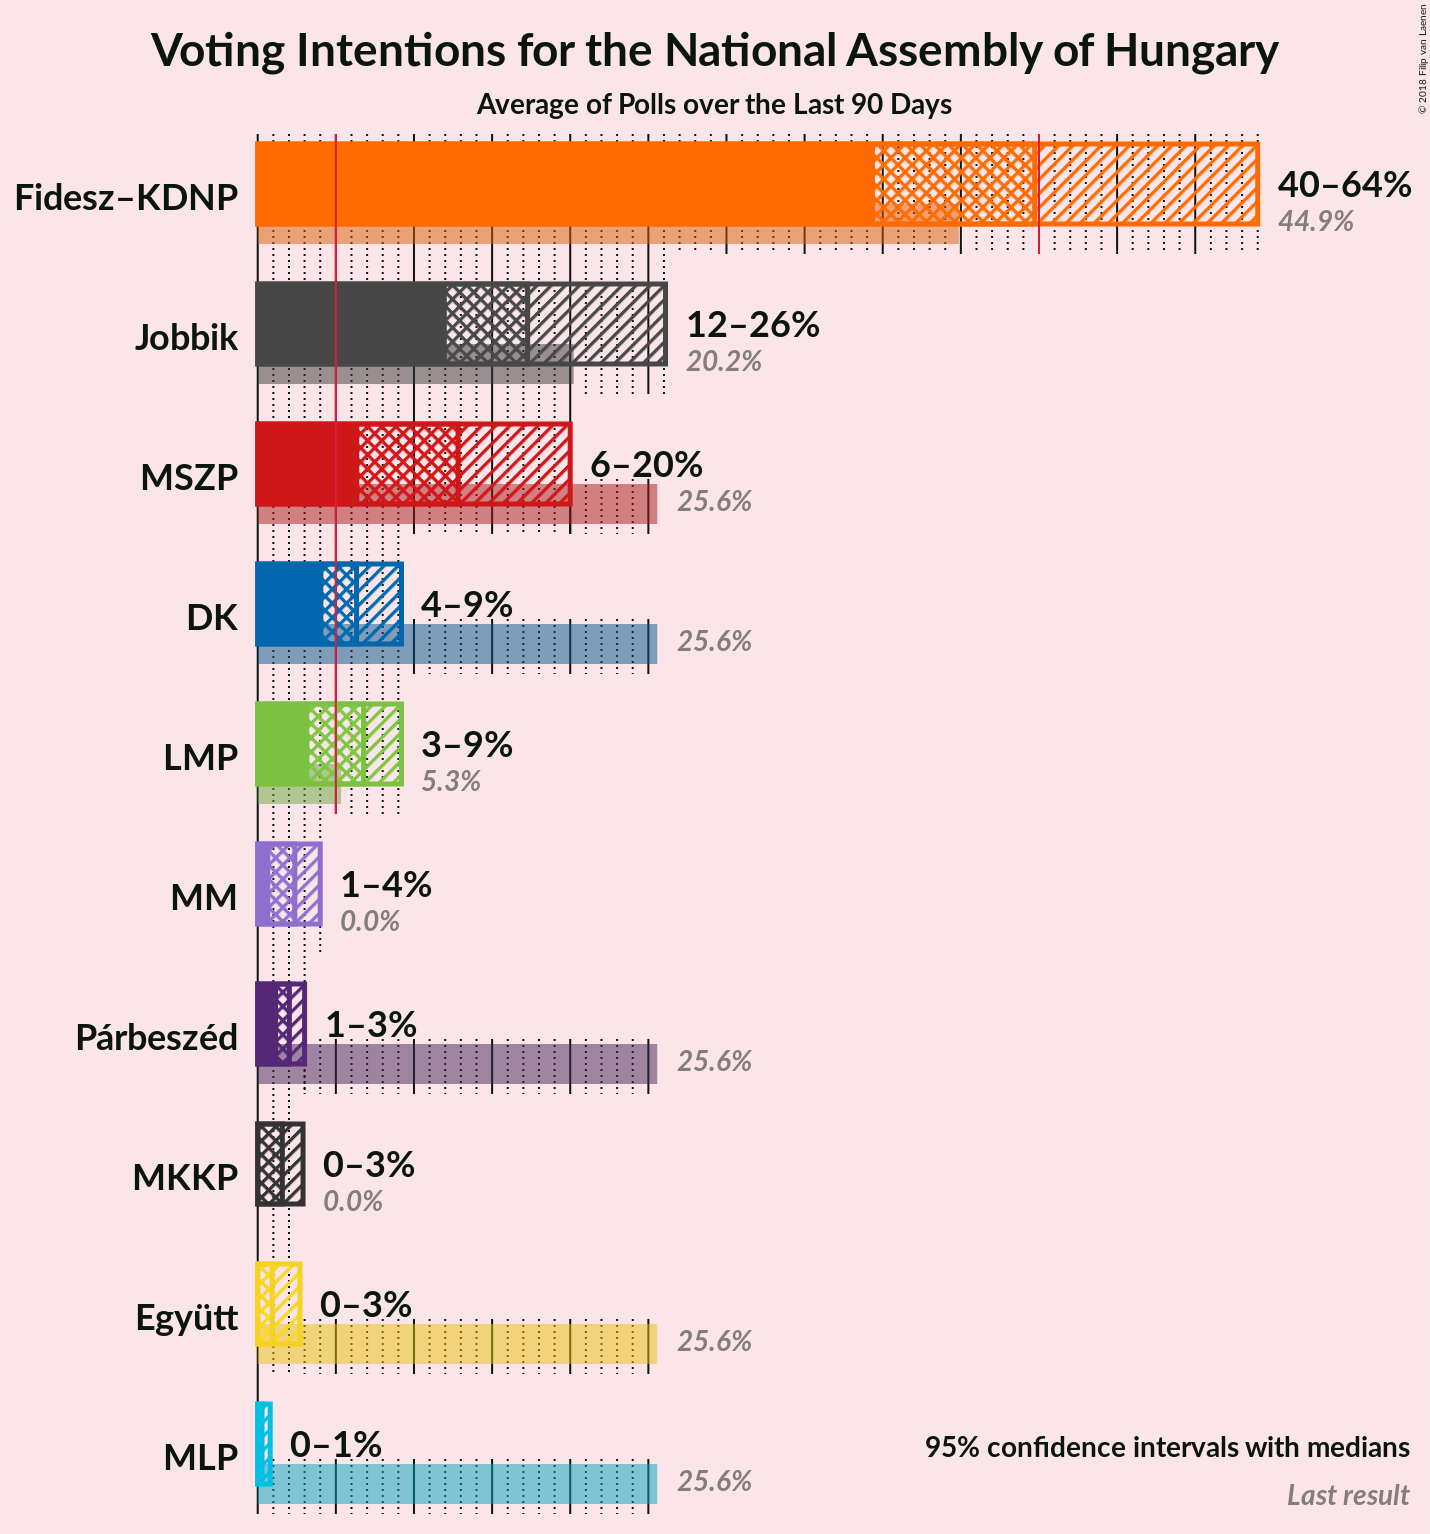 Voting Intentions for the National Assembly of Hungary
Average of Polls over the Last 90 Days
© 2018 Filip van Laenen
Fidesz–KDNP
40–64%
44.9%
Jobbik
12–26%
20.2%
MSZP
6–20%
25.6%
DK
4–9%
25.6%
LMP
3–9%
5.3%
MM
1–4%
0.0%
Párbeszéd
1–3%
25.6%
MKKP
0–3%
0.0%
Együtt
0–3%
25.6%
MLP
0–1%
25.6%
95% confidence intervals with medians
Last result